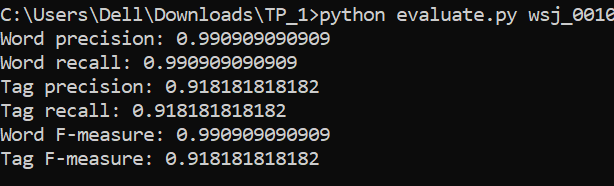 C:\Users\Dell\Downloads\TP_1>python evaluate.py wsj_0010
Word precision: 0.990909090909
Word recall: 0.990909090909
Tag precision: 0.918181818182
Tag recall: 0.918181818182
Word F-measure: 0.990909090909
Tag F-measure: 0.918181818182